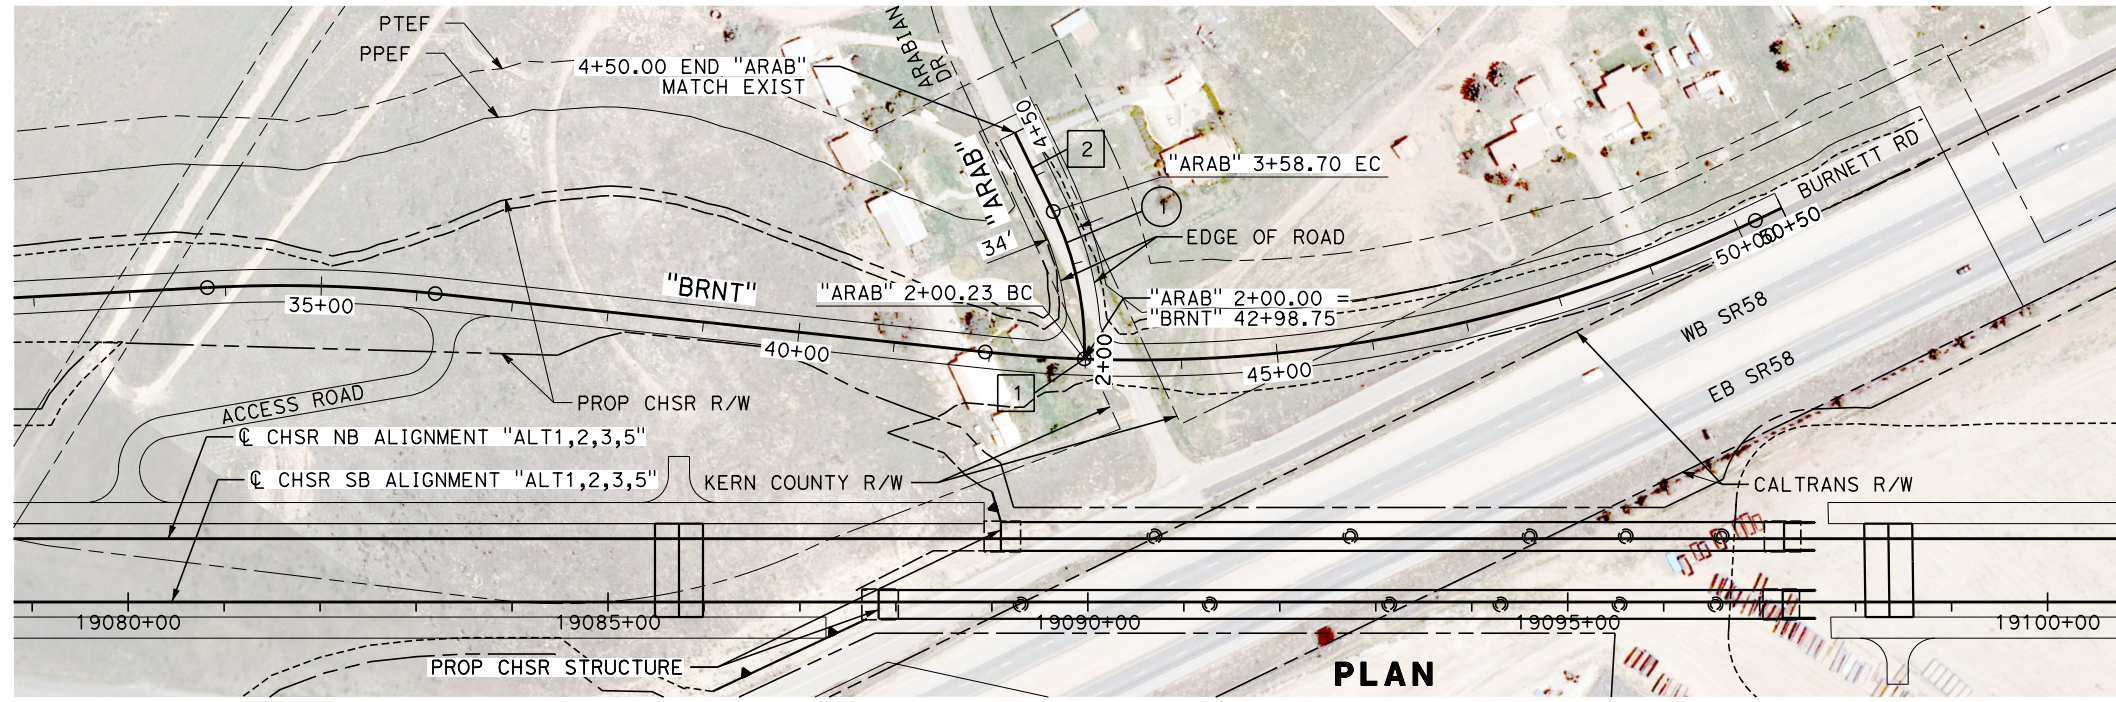 PTEF
PPEF
4+50.00 END "ARAB"
MATCH EXIST
ARABIAN
DR
4+50
2
"ARAB"
"ARAB" 3+58.70 EC
1
34'
EDGE OF ROAD
BURNETT RD
50+00
50+50
"BRNT"
35+00
"ARAB" 2+00.23 BC
"ARAB" 2+00.00 =
"BRNT" 42+98.75
40+00
2+00
45+00
1
WB SR58
EB SR58
ACCESS ROAD
PROP CHSR R/W
℄ CHSR NB ALIGNMENT "ALT1,2,3,5"
℄ CHSR SB ALIGNMENT "ALT1,2,3,5"
KERN COUNTY R/W
CALTRANS R/W
19080+00
19085+00
19090+00
19095+00
19100+00
PROP CHSR STRUCTURE
PLAN